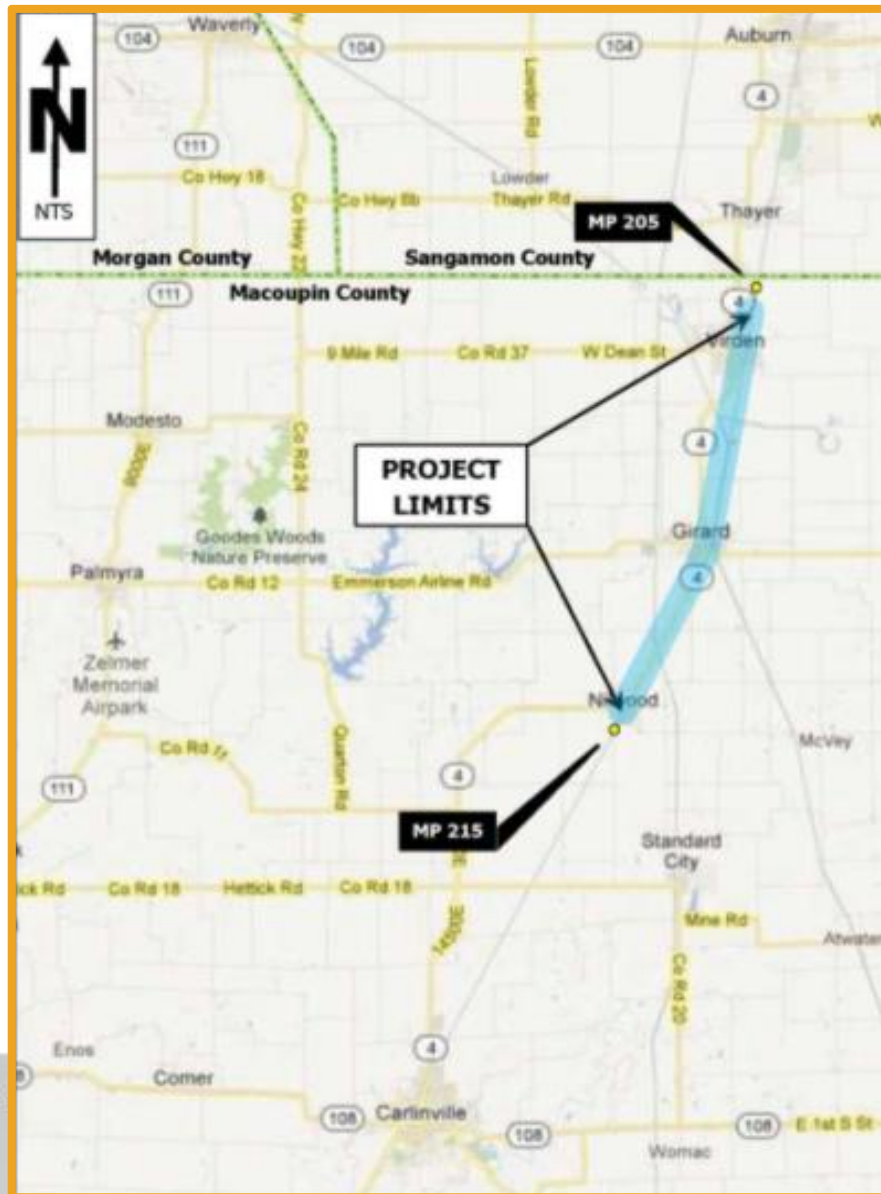 Waverly
104
104
104
Auburn
N
NTS
Lowder Rd
4
111
Co Hwy 18
Co Hwy 22
Lowder
Co Hwy 8b
Thayer Rd
Thayer
MP 205
Morgan County
Sangamon County
Macoupin County
111
4
Virden
9 Mile Rd
Co Rd 37
W Dean St
Modesto
Co Rd 24
PROJECT
LIMITS
4
Goodes Woods
Nature Preserve
Girard
Palmyra
Co Rd 12
Emmerson Airline Rd
4
Zelmer
Memorial
Airpark
Quarton Rd
McVey
Co Rd 11
4
111
MP 215
Standard
City
Co Rd 18
Hettick Rd
Co Rd 18
Mine Rd
Atwater
Co Rd 20
Enos
Comer
4
108
Carlinville
108
108
E 1st S St
Womac